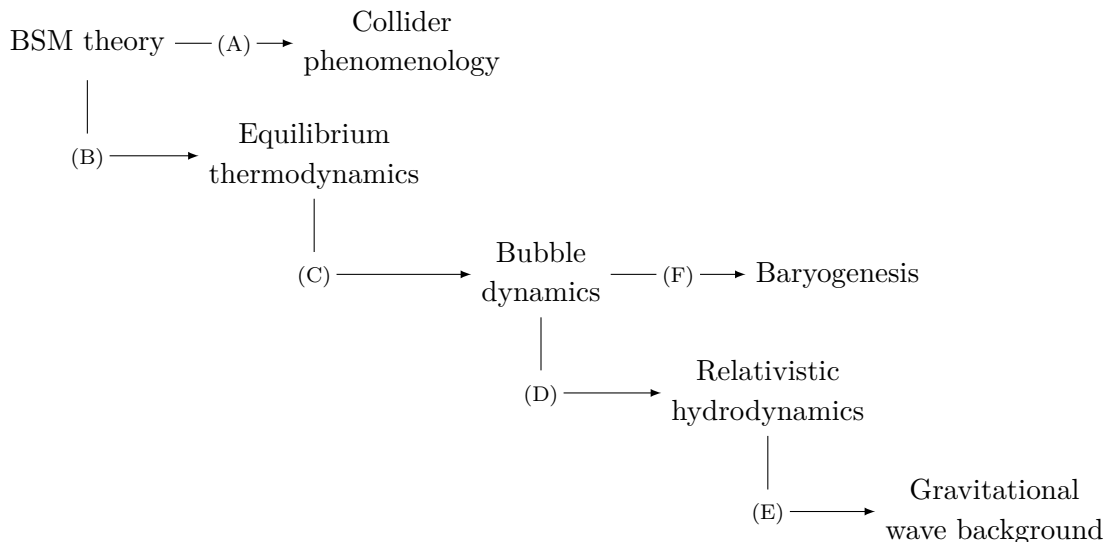 BSM theory
(A)
Collider
phenomenology
(B)
Equilibrium
thermodynamics
(C)
Bubble
dynamics
(F)
Baryogenesis
(D)
Relativistic
hydrodynamics
(E)
Gravitational
wave background